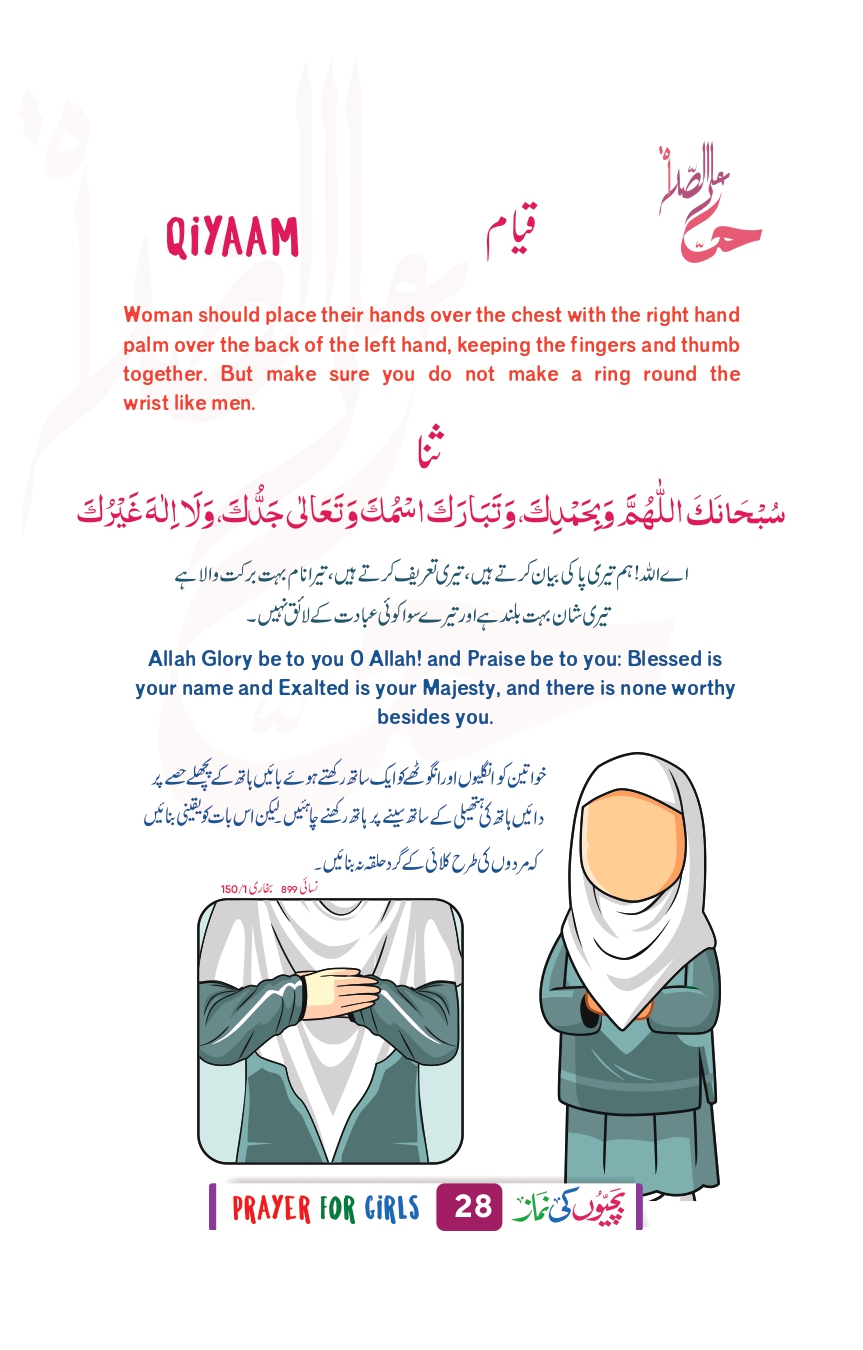 QiYAAM
قیام
حی علی الصلاۃ
Woman should place their hands over the chest with the right hand
palm over the back of the left hand, keeping the fingers and thumb
together. But make sure you do not make a ring round the
wrist like men.
ثنا
سُبْحَانَكَ اللّٰهُمَّ وَبِحَمْدِكَ، وَتَبَارَكَ اسْمُكَ وَتَعَالٰى جَدُّكَ، وَلَا اِلٰهَ غَيْرُكَ
اے اللہ! ہم تیری پاکی بیان کرتے ہیں، تیری تعریف کرتے ہیں، تیرا نام بہت برکت والا ہے
تیری شان بہت بلند ہے اور تیرے سوا کوئی عبادت کے لائق نہیں۔
Allah Glory be to you O Allah! and Praise be to you: Blessed is
your name and Exalted is your Majesty, and there is none worthy
besides you.
خواتین کو انگلیوں اور انگوٹھے کو ایک ساتھ رکھتے ہوئے بائیں ہاتھ کے پچھلے حصے پر
دائیں ہاتھ کی ہتھیلی کے ساتھ سینے پر ہاتھ رکھنے چاہئیں۔ لیکن اس بات کو یقینی بنائیں
کہ مردوں کی طرح کلائی کے گرد حلقہ نہ بنائیں۔
نسائی 899 بخاری 150/1
PRAYER FOR GiRLS 28 بچیّوں کی نماز